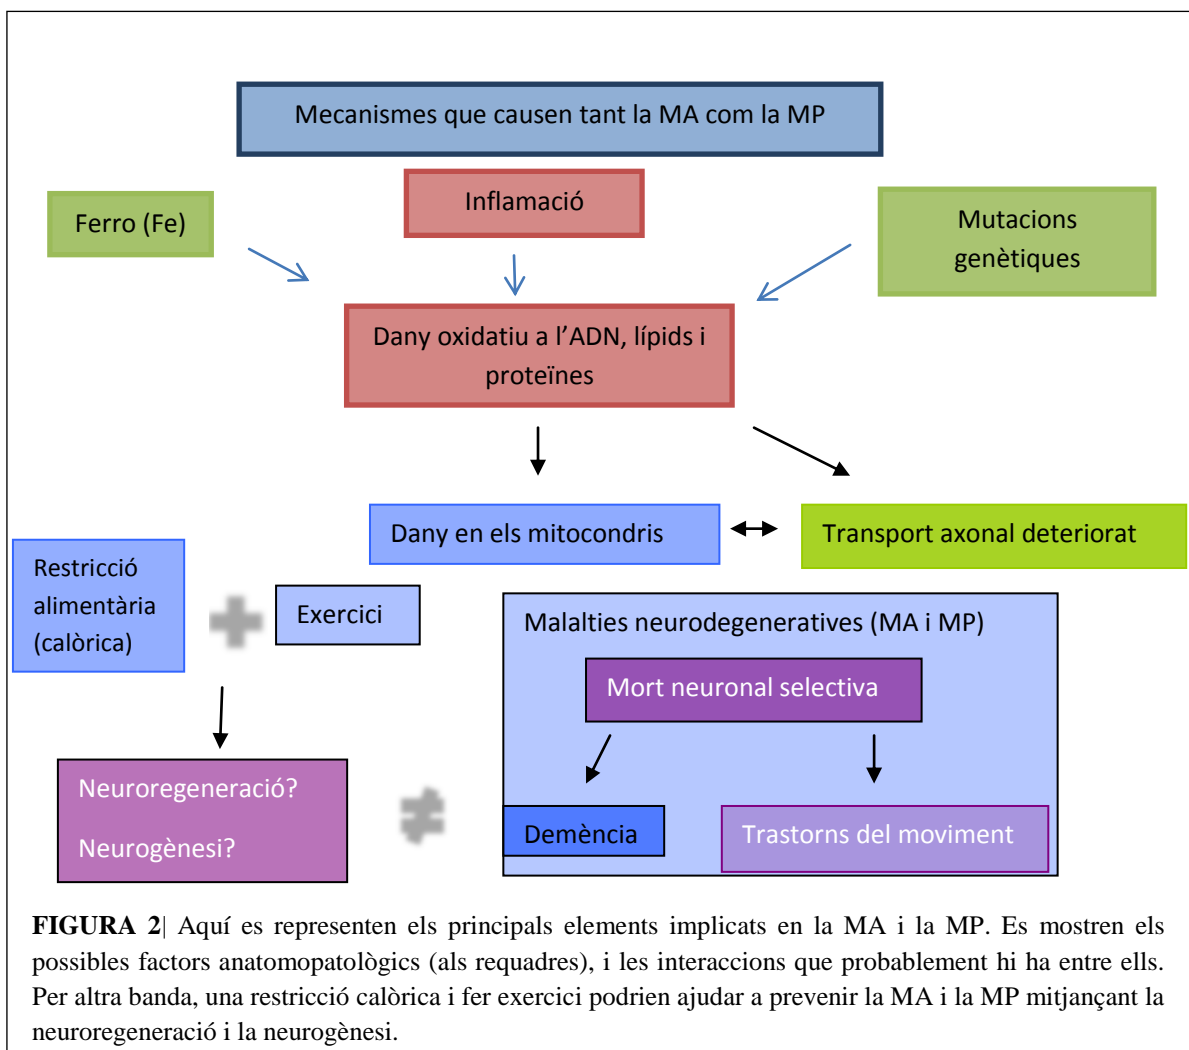 Mecanismes que causen tant la MA com la MP
Ferro (Fe)
Inflamació
Mutacions
genètiques
Dany oxidatiu a l’ADN, lípids i
proteïnes
Dany en els mitocondris
Transport axonal deteriorat
Restricció
alimentària
(calòrica)
Exercici
Malalties neurodegeneratives (MA i MP)
Mort neuronal selectiva
Neuroregeneració?
Neurogènesi?
Demència
Trastorns del moviment
FIGURA 2| Aquí es representen els principals elements implicats en la MA i la MP. Es mostren els
possibles factors anatomopatològics (als requadres), i les interaccions que probablement hi ha entre ells.
Per altra banda, una restricció calòrica i fer exercici podrien ajudar a prevenir la MA i la MP mitjançant la
neuroregeneració i la neurogènesi.